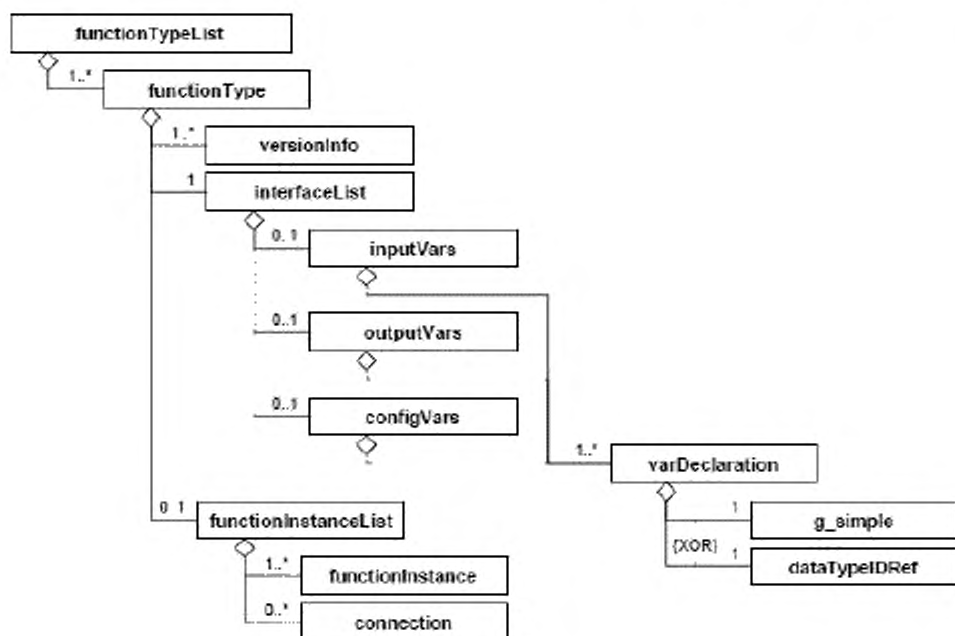 functionTypeList
1..*
functionType
1..*
versionInfo
1
interfaceList
0..1
inputVars
0..1
outputVars
0..1
configVars
1..*
varDeclaration
0 1
functionInstanceList
1
g_simple
{XOR}
1
dataTypeIDRef
1..*
functionInstance
0..*
connection